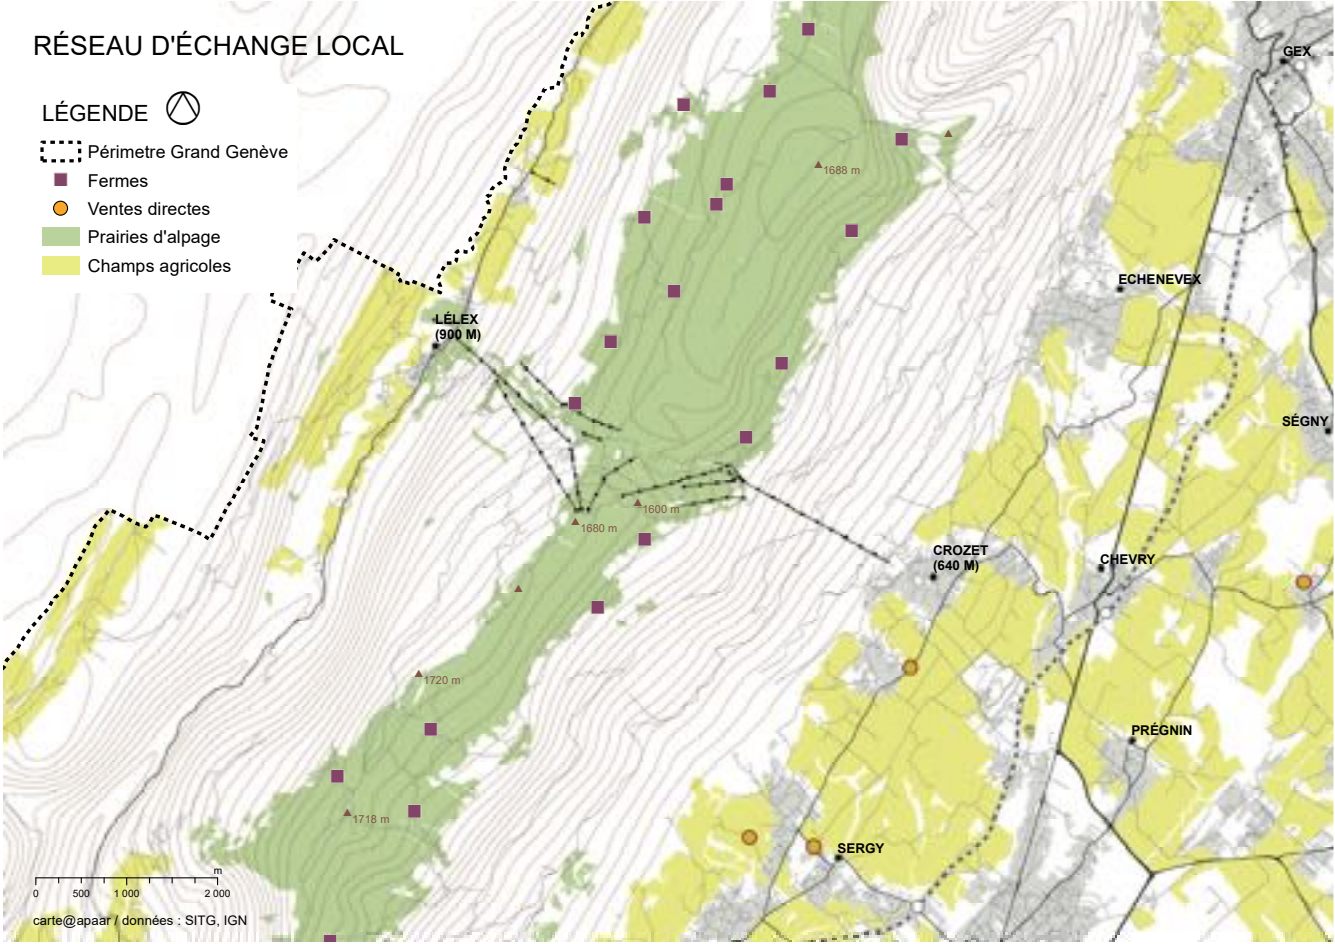 RÉSEAU D'ÉCHANGE LOCAL
LÉGENDE
Périmetre Grand Genève
Fermes
Ventes directes
Prairies d'alpage
Champs agricoles
GEX
1688 m
ECHENEVEX
LÉLEX
(900 M)
SÉGNY
1600 m
1680 m
CROZET
(640 M)
CHEVRY
1720 m
PRÉGNIN
1718 m
SERGY
m
0 500 1 000 2 000
carte@apaar / données : SITG, IGN